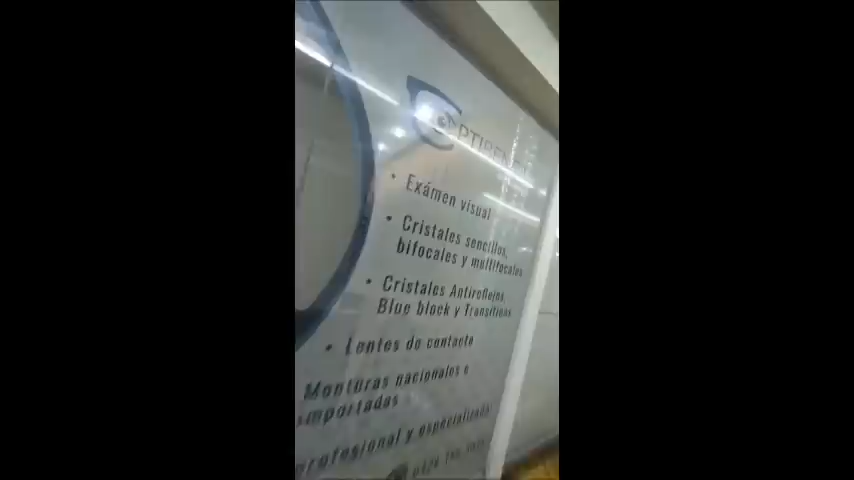 • Exámen visual
• Cristales sencillos,
bifocales y multifocales
• Cristales Antireflejos,
Blue block y Transitions
• Lentes de contacto
Monturas nacionales e
importadas
profesional y especializada